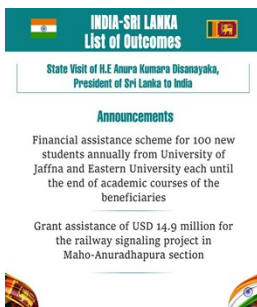 INDIA-SRI LANKA
List of Outcomes
State Visit of H.E Anura Kumara Disanayaka,
President of Sri Lanka to India
Announcements
Financial assistance scheme for 100 new
students annually from University of
Jaffna and Eastern University each until
the end of academic courses of the
beneficiaries
Grant assistance of USD 14.9 million for
the railway signaling project in
Maho-Anuradhapura section